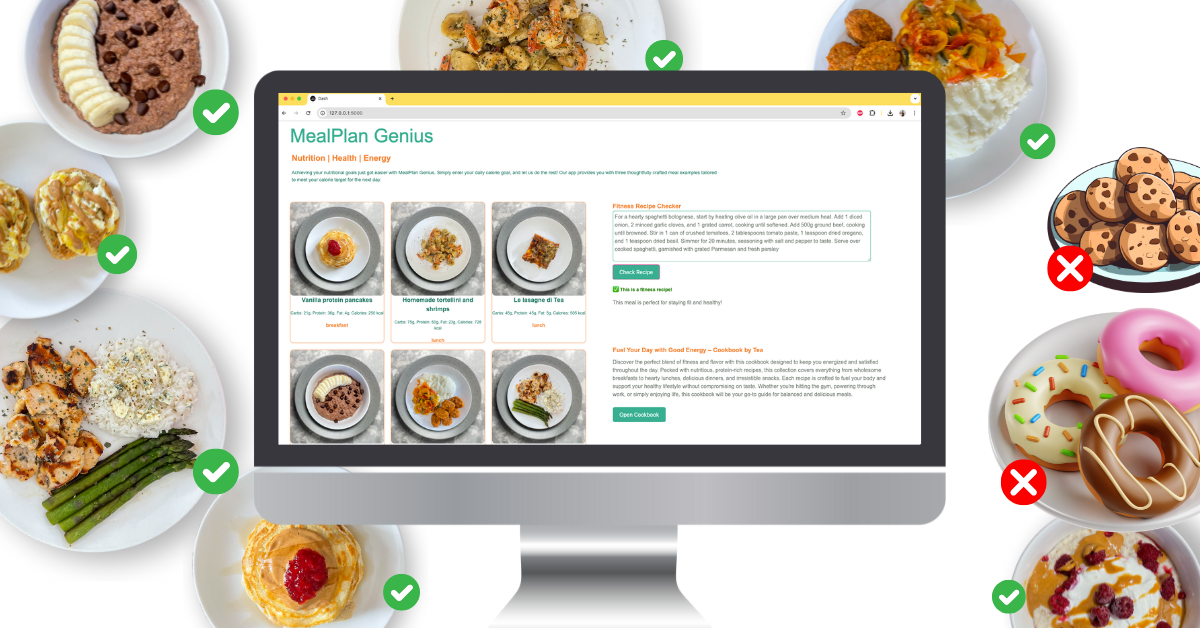 Dash
127.0.0.1:8050
MealPlan Genius
Nutrition | Health | Energy
Achieving your nutritional goals just got easier with MealPlan Genius. Simply enter your daily calorie goal, and let us do the rest! Our app provides you with three thoughtfully crafted meal examples tailored
to meet your calorie target for the next day.
Vanilla protein pancakes
Carbs: 21g, Protein: 36g, Fat: 4g, Calories: 256 kcal
breakfast
Homemade tortellini and
shrimps
Carbs: 75g, Protein: 60g, Fat: 23g, Calories: 726
kcal
lunch
Le lasagne di Tea
lunch
Fitness Recipe Checker
For a hearty spaghetti bolognese, start by heating olive oil in a large pan over medium heat. Add 1 diced
onion, 2 minced garlic cloves, and 1 grated carrot, cooking until softened. Add 500g ground beef, cooking
until browned. Stir in 1 can of crushed tomatoes, 2 tablespoons tomato paste, 1 teaspoon dried oregano,
and 1 teaspoon dried basil. Simmer for 20 minutes, seasoning with salt and pepper to taste. Serve over
cooked spaghetti, garnished with grated Parmesan and fresh parsley
Check Recipe
✅ This is a fitness recipe!
This meal is perfect for staying fit and healthy!
Fuel Your Day with Good Energy – Cookbook by Tea
Discover the perfect blend of fitness and flavor with this cookbook designed to keep you energized and satisfied
throughout the day. Packed with nutritious, protein-rich recipes, this collection covers everything from wholesome
breakfasts to hearty lunches, delicious dinners, and irresistible snacks. Each recipe is crafted to fuel your body and
support your healthy lifestyle without compromising on taste. Whether you're hitting the gym, powering through
work, or simply enjoying life, this cookbook will be your go-to guide for balanced and delicious meals.
Open Cookbook